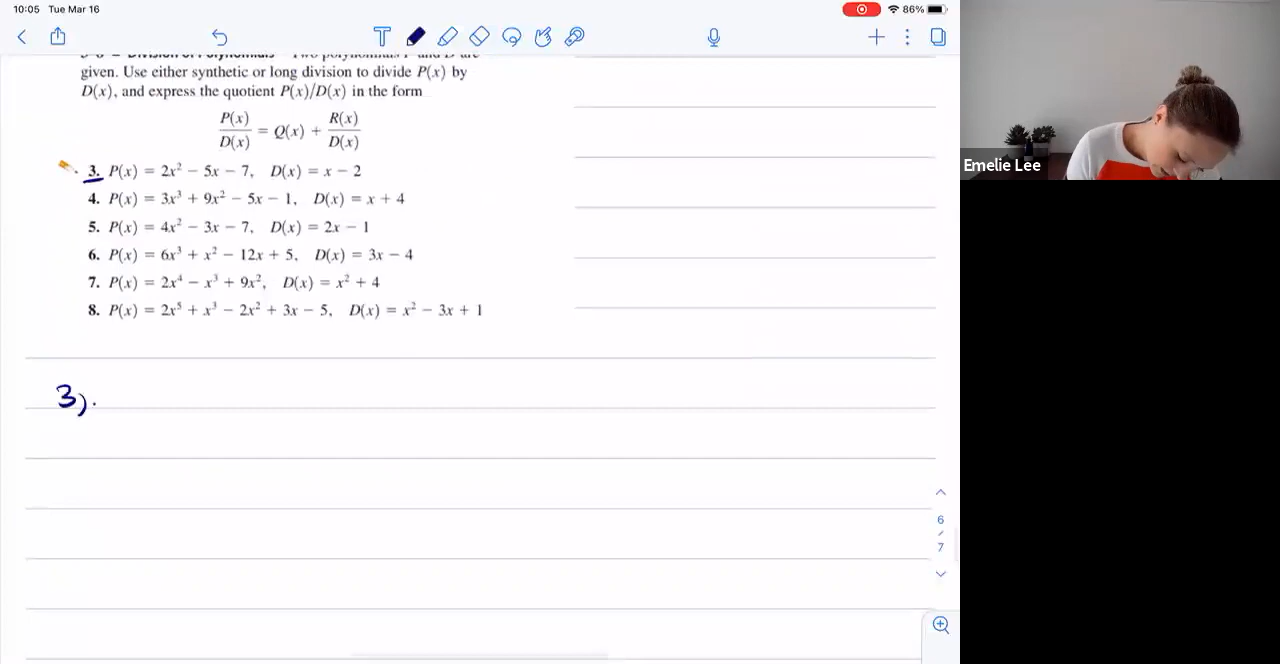 10:05 Tue Mar 16
86%
given. Use either synthetic or long division to divide P(x) by
D(x), and express the quotient P(x)/D(x) in the form
P(x)/D(x) = Q(x) + R(x)/D(x)
3. P(x) = 2x² − 5x − 7, D(x) = x − 2
4. P(x) = 3x³ + 9x² − 5x − 1, D(x) = x + 4
5. P(x) = 4x² − 3x − 7, D(x) = 2x − 1
6. P(x) = 6x³ + x² − 12x + 5, D(x) = 3x − 4
7. P(x) = 2x⁴ − x³ + 9x², D(x) = x² + 4
8. P(x) = 2x⁵ + x³ − 2x² + 3x − 5, D(x) = x² − 3x + 1
3).
6
/
7
Emelie Lee